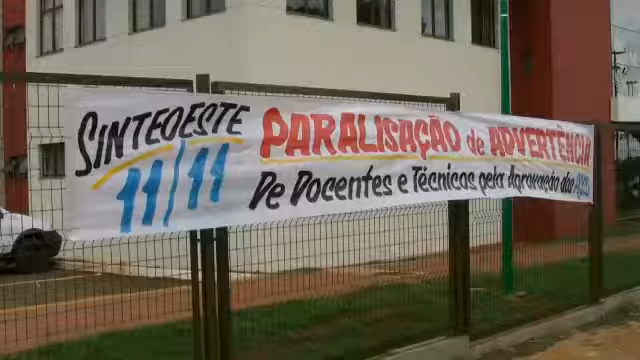 SINTEOESTE
11/11
PARALISAÇÃO de ADVERTÊNCIA
De Docentes e Técnicos pela Aprovação dos